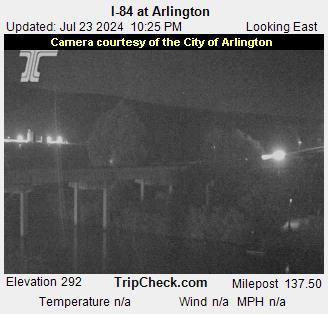 I-84 at Arlington
Updated: Jul 23 2024 10:25 PM Looking East
Camera courtesy of the City of Arlington
Elevation 292 TripCheck.com Milepost 137.50
Temperature n/a Wind n/a MPH n/a